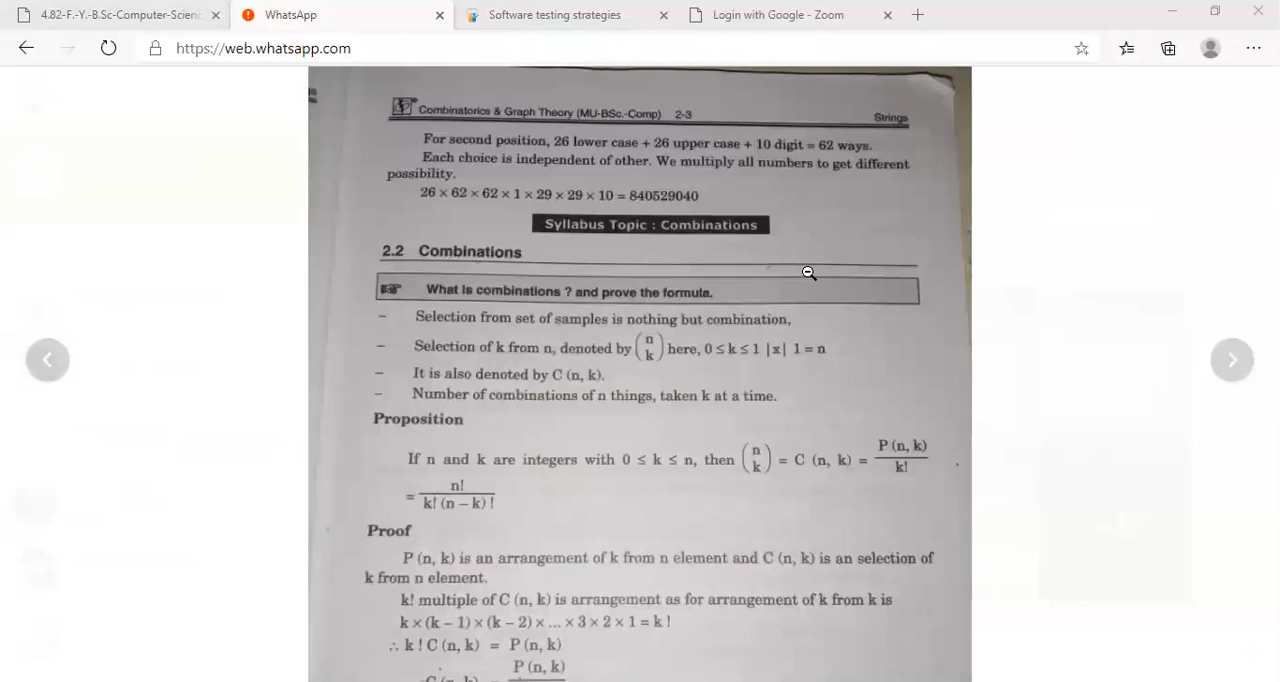 4.82-F.-Y.-B.Sc-Computer-Scienc
WhatsApp
Software testing strategies
Login with Google - Zoom
https://web.whatsapp.com
Combinatorics & Graph Theory (MU-BSc.-Comp) 2-3 Strings
For second position, 26 lower case + 26 upper case + 10 digit = 62 ways.
Each choice is independent of other. We multiply all numbers to get different
possibility.
26 × 62 × 62 × 1 × 29 × 29 × 10 = 840529040
Syllabus Topic : Combinations
2.2 Combinations
What is combinations ? and prove the formula.
– Selection from set of samples is nothing but combination,
– Selection of k from n, denoted by (n k) here, 0 ≤ k ≤ 1 |x| 1 = n
– It is also denoted by C (n, k).
– Number of combinations of n things, taken k at a time.
Proposition
If n and k are integers with 0 ≤ k ≤ n, then (n k) = C (n, k) = P (n, k) / k!
= n! / k! (n – k) !
Proof
P (n, k) is an arrangement of k from n element and C (n, k) is an selection of
k from n element.
k! multiple of C (n, k) is arrangement as for arrangement of k from k is
k × (k – 1) × (k – 2) × ... × 3 × 2 × 1 = k !
∴ k ! C (n, k) = P (n, k)
P (n, k)